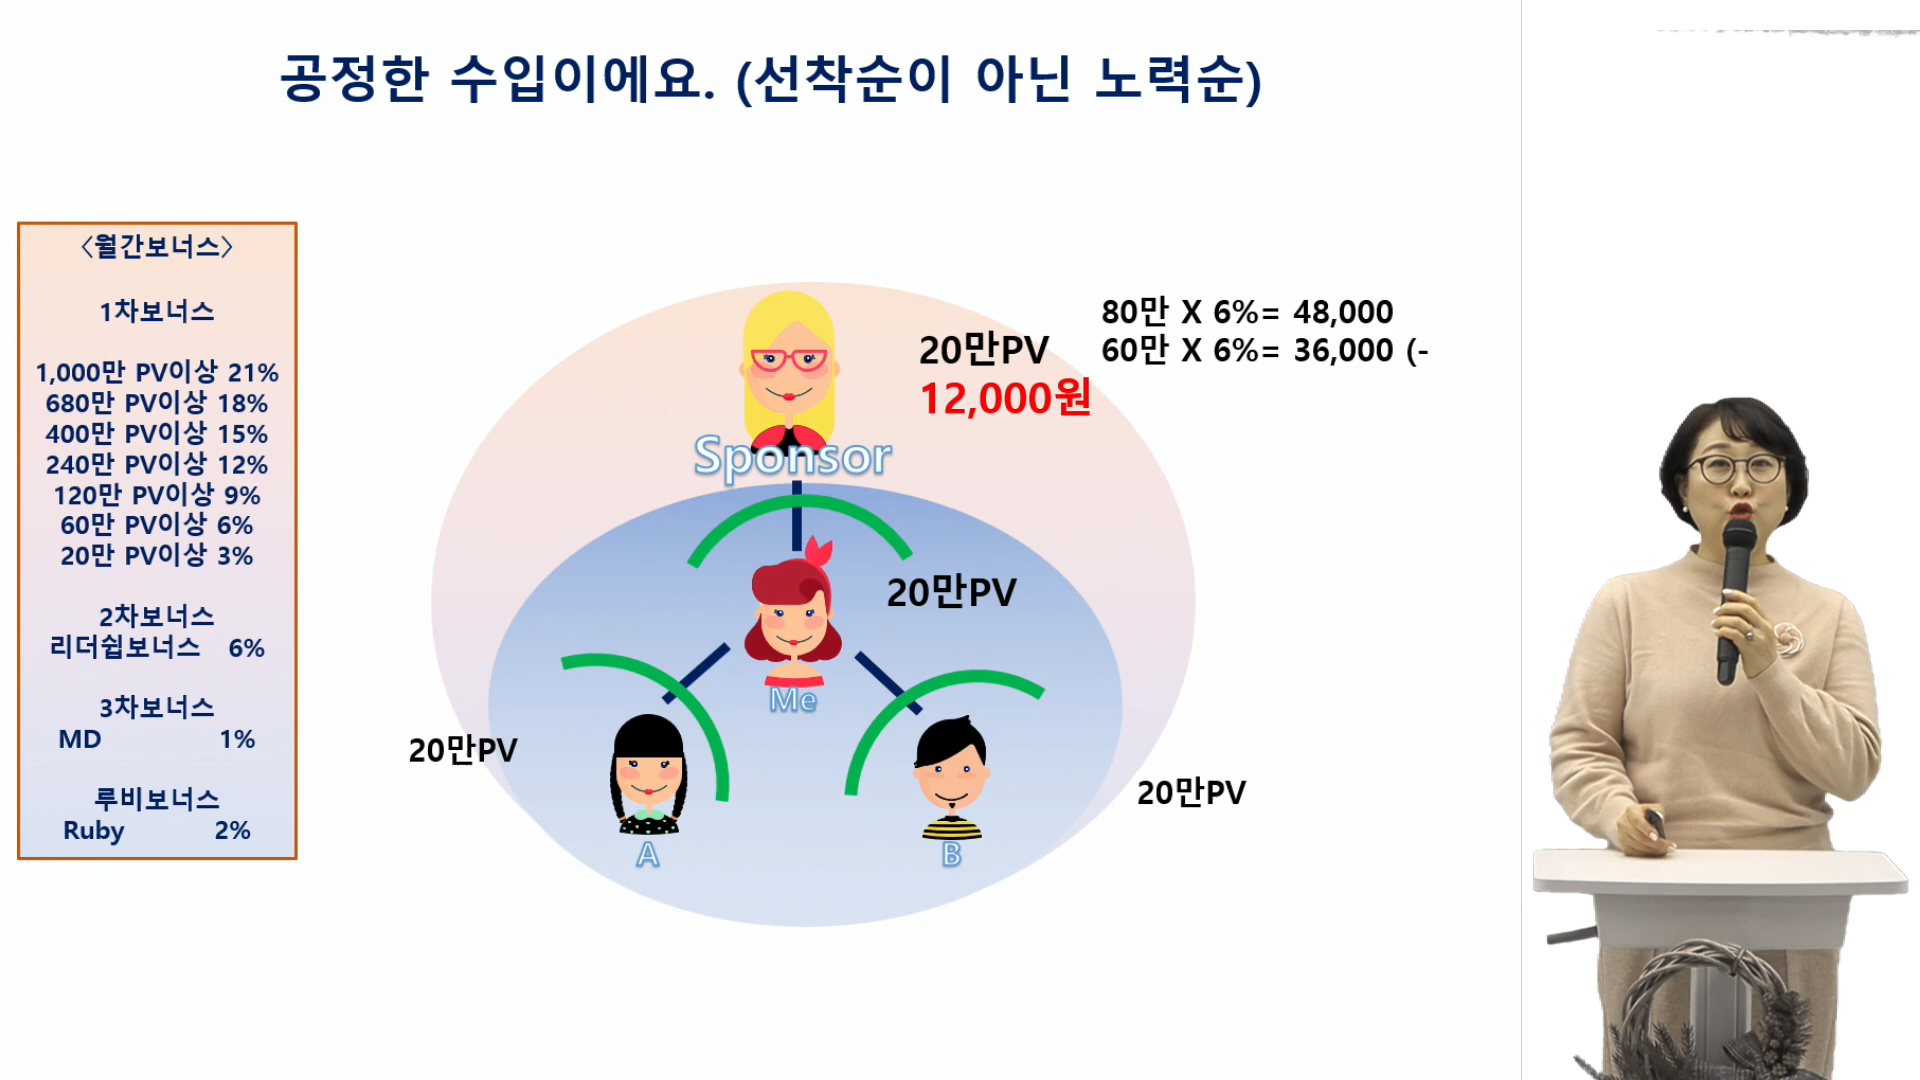 공정한 수입이에요. (선착순이 아닌 노력순)
<월간보너스>
1차보너스
1,000만 PV이상 21%
680만 PV이상 18%
400만 PV이상 15%
240만 PV이상 12%
120만 PV이상 9%
60만 PV이상 6%
20만 PV이상 3%
2차보너스
리더쉽보너스 6%
3차보너스
MD 1%
루비보너스
Ruby 2%
80만 X 6%= 48,000
60만 X 6%= 36,000 (-
20만PV
12,000원
Sponsor
20만PV
Me
20만PV
A
20만PV
B